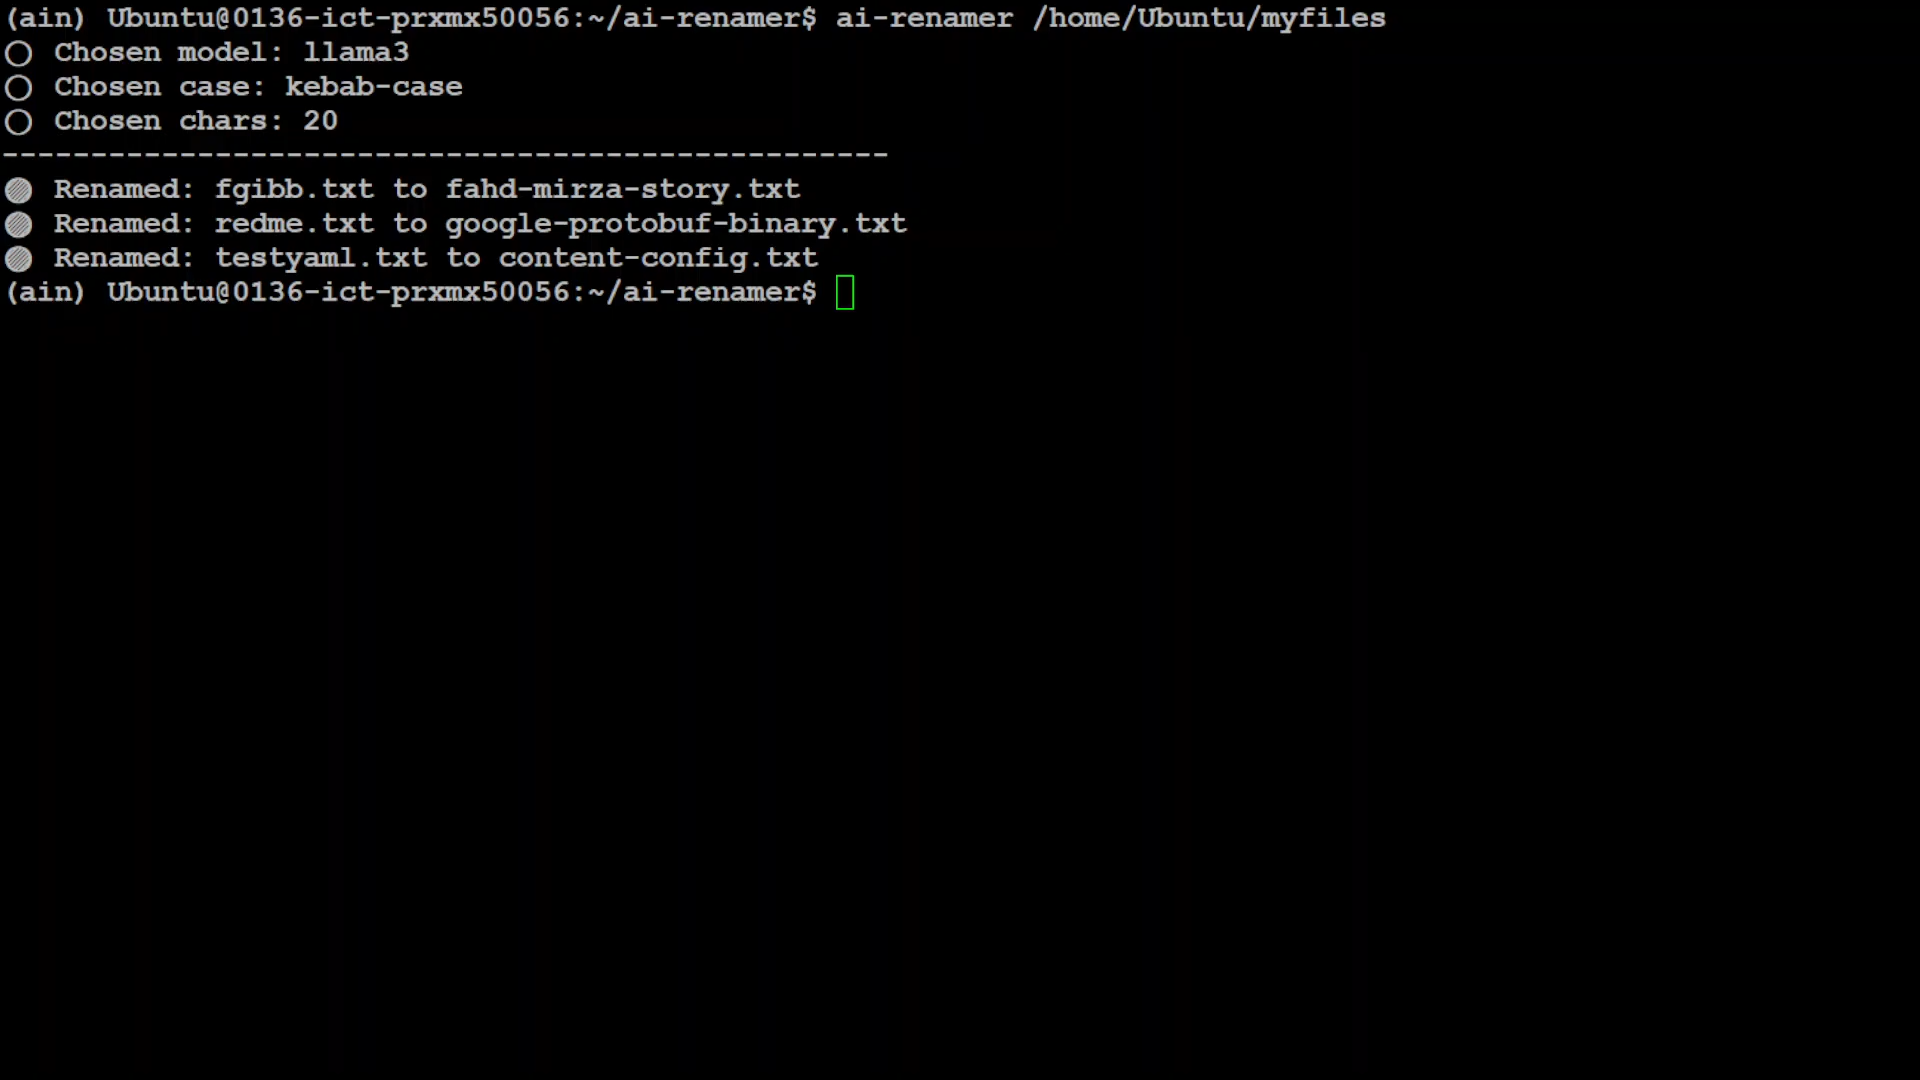 (ain) Ubuntu@0136-ict-prxmx50056:~/ai-renamer$ ai-renamer /home/Ubuntu/myfiles
Chosen model: llama3
Chosen case: kebab-case
Chosen chars: 20
--------------------------------------------------
Renamed: fgibb.txt to fahd-mirza-story.txt
Renamed: redme.txt to google-protobuf-binary.txt
Renamed: testyaml.txt to content-config.txt
(ain) Ubuntu@0136-ict-prxmx50056:~/ai-renamer$